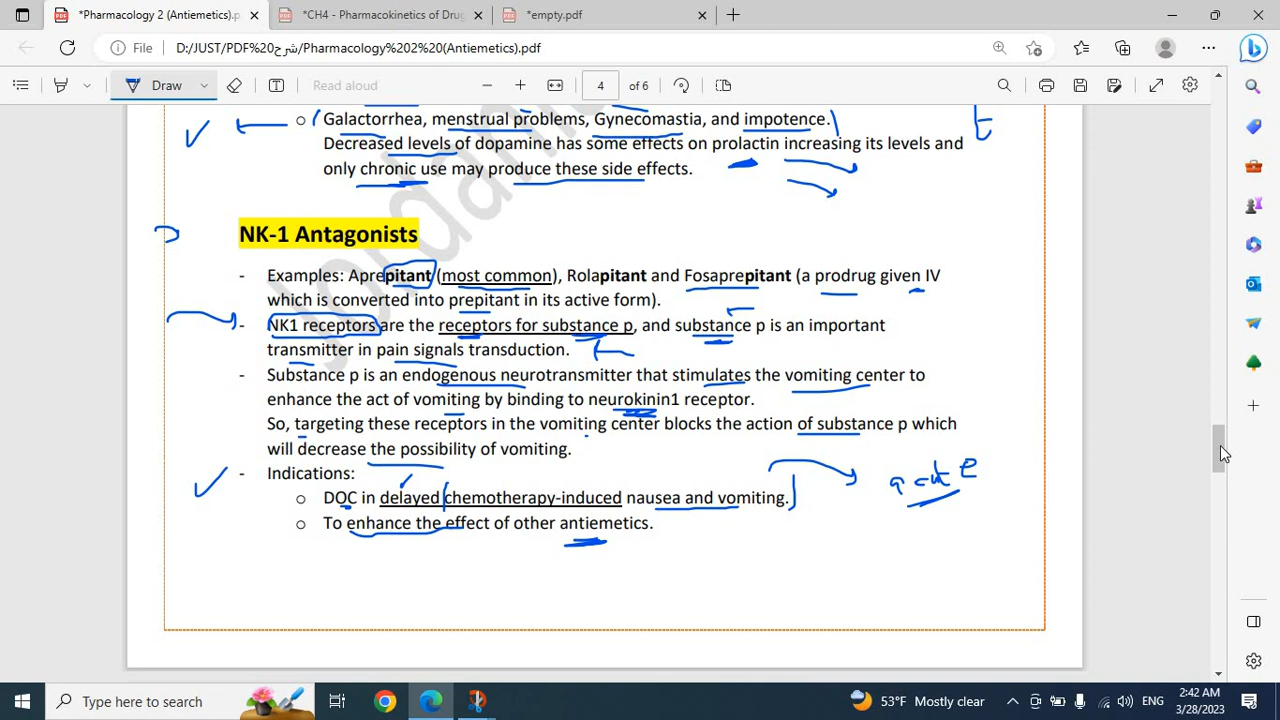 *Pharmacology 2 (Antiemetics).p
*CH4 - Pharmacokinetics of Drug
*empty.pdf
File D:/JUST/PDF%20شرح/Pharmacology%202%20(Antiemetics).pdf
Draw Read aloud 4 of 6
Galactorrhea, menstrual problems, Gynecomastia, and impotence.
Decreased levels of dopamine has some effects on prolactin increasing its levels and
only chronic use may produce these side effects.
NK-1 Antagonists
- Examples: Aprepitant (most common), Rolapitant and Fosaprepitant (a prodrug given IV
which is converted into prepitant in its active form).
- NK1 receptors are the receptors for substance p, and substance p is an important
transmitter in pain signals transduction.
- Substance p is an endogenous neurotransmitter that stimulates the vomiting center to
enhance the act of vomiting by binding to neurokinin1 receptor.
So, targeting these receptors in the vomiting center blocks the action of substance p which
will decrease the possibility of vomiting.
- Indications:
o DOC in delayed chemotherapy-induced nausea and vomiting.
acute
o To enhance the effect of other antiemetics.
Type here to search
53°F Mostly clear
ENG
2:42 AM
3/28/2023